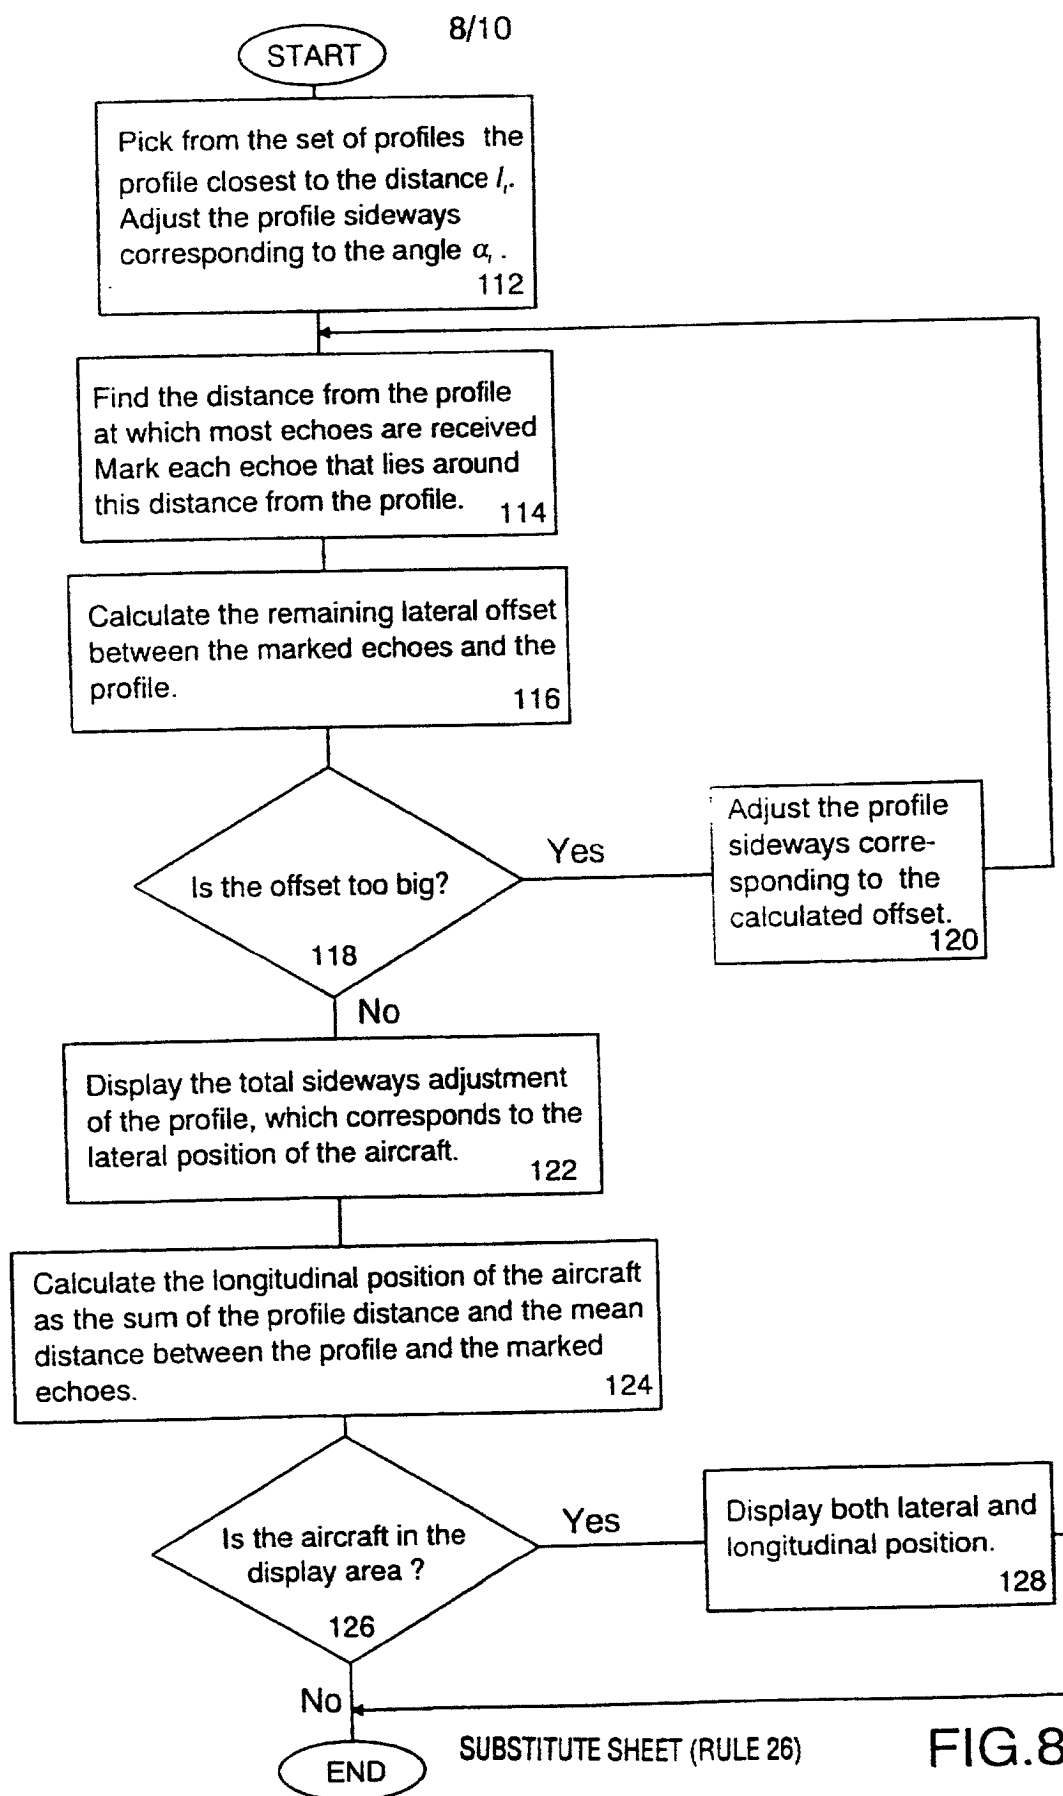 8/10
START
Pick from the set of profiles the
profile closest to the distance lₜ.
Adjust the profile sideways
corresponding to the angle αₜ.
112
Find the distance from the profile
at which most echoes are received
Mark each echoe that lies around
this distance from the profile.
114
Calculate the remaining lateral offset
between the marked echoes and the
profile.
116
Is the offset too big?
118
Yes
Adjust the profile
sideways corre-
sponding to the
calculated offset.
120
No
Display the total sideways adjustment
of the profile, which corresponds to the
lateral position of the aircraft.
122
Calculate the longitudinal position of the aircraft
as the sum of the profile distance and the mean
distance between the profile and the marked
echoes.
124
Is the aircraft in the
display area ?
126
Yes
Display both lateral and
longitudinal position.
128
No
END
SUBSTITUTE SHEET (RULE 26)
FIG.8